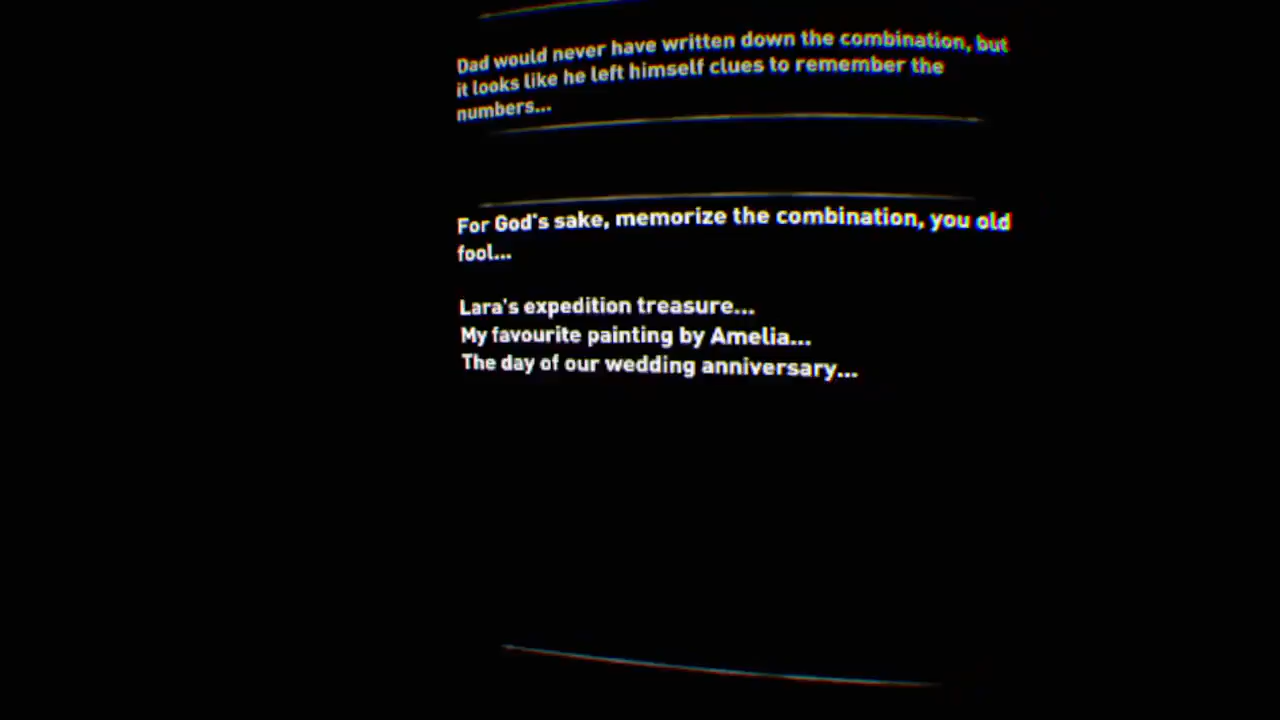 Dad would never have written down the combination, but
it looks like he left himself clues to remember the
numbers...
For God's sake, memorize the combination, you old
fool...
Lara's expedition treasure...
My favourite painting by Amelia...
The day of our wedding anniversary...